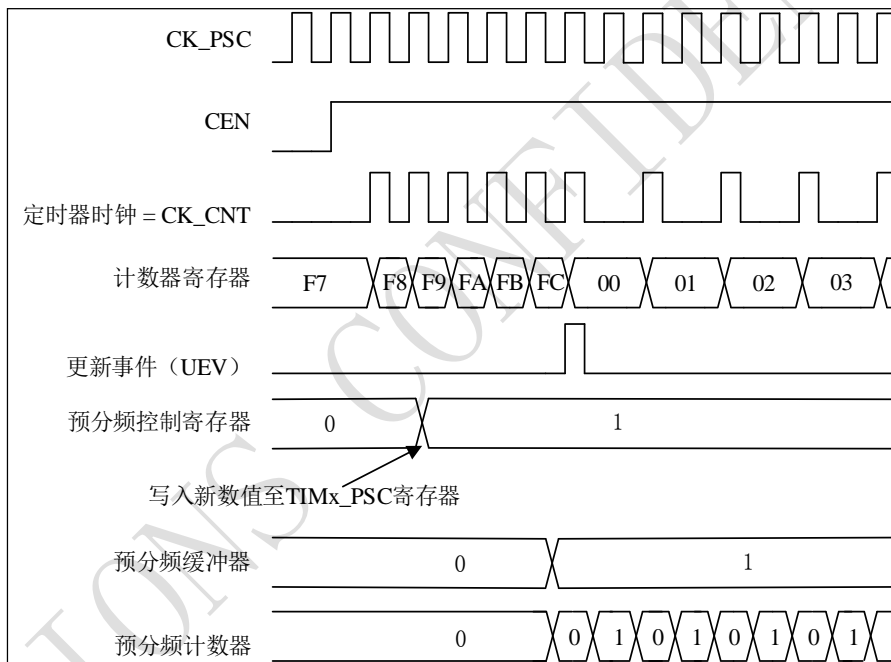 CK_PSC
CEN
定时器时钟 = CK_CNT
计数器寄存器
F7 F8 F9 FA FB FC 00 01 02 03
更新事件（UEV）
预分频控制寄存器
0 1
写入新数值至TIMx_PSC寄存器
预分频缓冲器
0 1
预分频计数器
0 0 1 0 1 0 1 0 1
IONS CONFIDEN